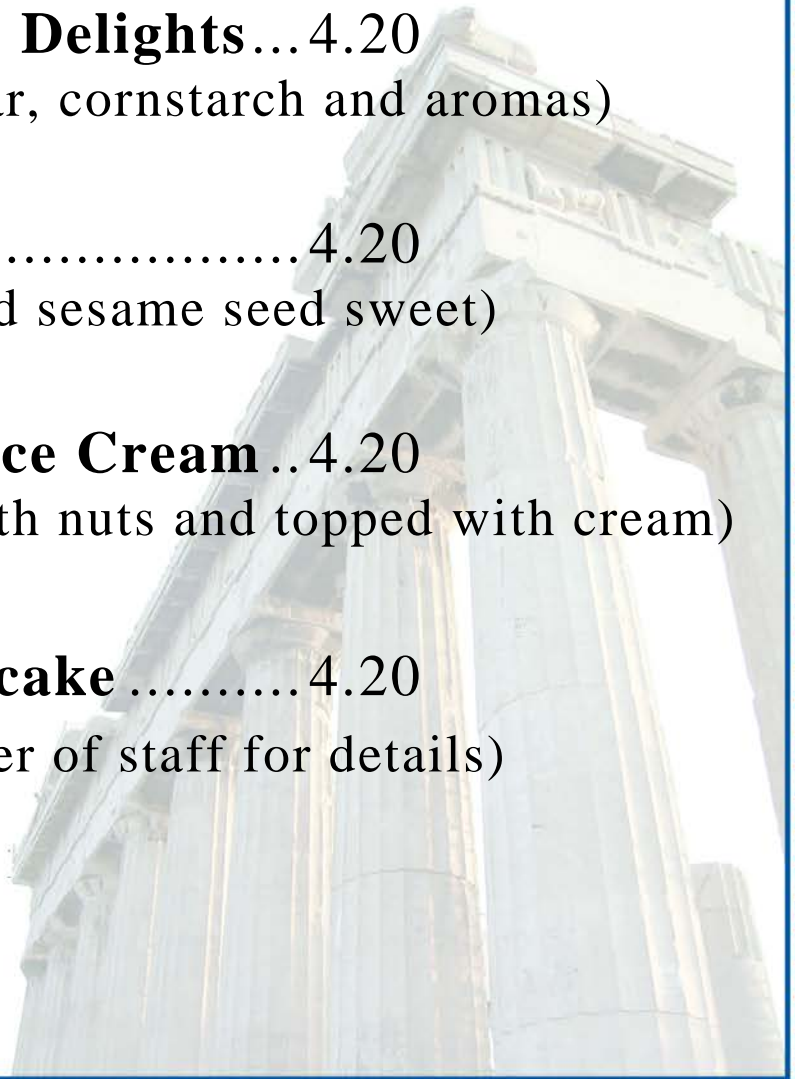 Delights...4.20
ar, cornstarch and aromas)
.................4.20
d sesame seed sweet)
ce Cream..4.20
th nuts and topped with cream)
cake..........4.20
er of staff for details)